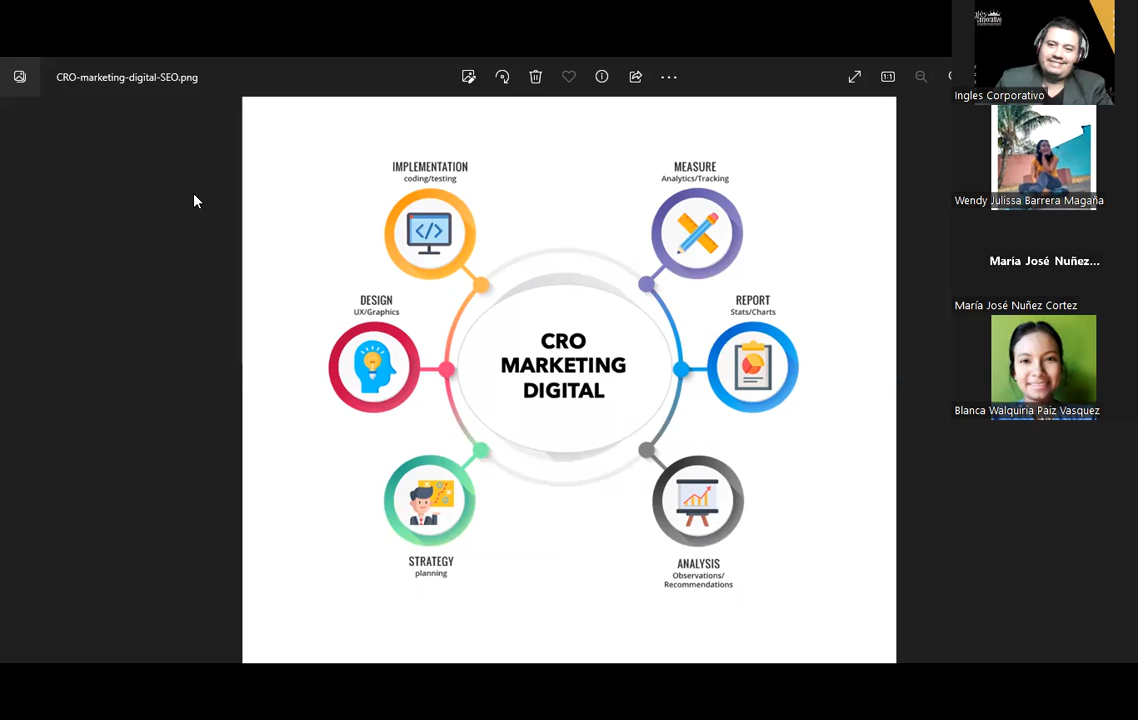 CRO-marketing-digital-SEO.png
1:1
IMPLEMENTATION
coding/testing
MEASURE
Analytics/Tracking
DESIGN
UX/Graphics
REPORT
Stats/Charts
CRO
MARKETING
DIGITAL
STRATEGY
planning
ANALYSIS
Observations/
Recommendations
Ingles Corporativo
Wendy Julissa Barrera Magaña
María José Nuñez...
María José Nuñez Cortez
Blanca Walquiria Paiz Vasquez